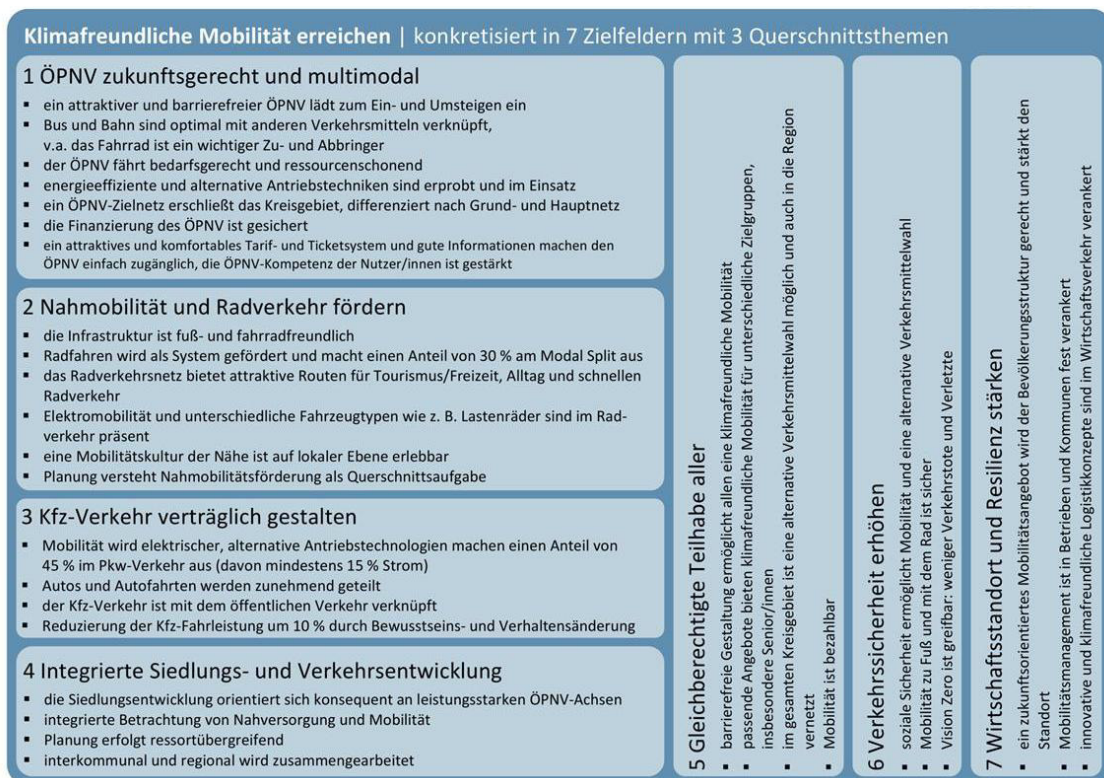 Klimafreundliche Mobilität erreichen | konkretisiert in 7 Zielfeldern mit 3 Querschnittsthemen
1 ÖPNV zukunftsgerecht und multimodal
▪ ein attraktiver und barrierefreier ÖPNV lädt zum Ein- und Umsteigen ein
▪ Bus und Bahn sind optimal mit anderen Verkehrsmitteln verknüpft,
v.a. das Fahrrad ist ein wichtiger Zu- und Abbringer
▪ der ÖPNV fährt bedarfsgerecht und ressourcenschonend
▪ energieeffiziente und alternative Antriebstechniken sind erprobt und im Einsatz
▪ ein ÖPNV-Zielnetz erschließt das Kreisgebiet, differenziert nach Grund- und Hauptnetz
▪ die Finanzierung des ÖPNV ist gesichert
▪ ein attraktives und komfortables Tarif- und Ticketsystem und gute Informationen machen den
ÖPNV einfach zugänglich, die ÖPNV-Kompetenz der Nutzer/innen ist gestärkt
2 Nahmobilität und Radverkehr fördern
▪ die Infrastruktur ist fuß- und fahrradfreundlich
▪ Radfahren wird als System gefördert und macht einen Anteil von 30 % am Modal Split aus
▪ das Radverkehrsnetz bietet attraktive Routen für Tourismus/Freizeit, Alltag und schnellen
Radverkehr
▪ Elektromobilität und unterschiedliche Fahrzeugtypen wie z. B. Lastenräder sind im Rad-
verkehr präsent
▪ eine Mobilitätskultur der Nähe ist auf lokaler Ebene erlebbar
▪ Planung versteht Nahmobilitätsförderung als Querschnittsaufgabe
3 Kfz-Verkehr verträglich gestalten
▪ Mobilität wird elektrischer, alternative Antriebstechnologien machen einen Anteil von
45 % im Pkw-Verkehr aus (davon mindestens 15 % Strom)
▪ Autos und Autofahrten werden zunehmend geteilt
▪ der Kfz-Verkehr ist mit dem öffentlichen Verkehr verknüpft
▪ Reduzierung der Kfz-Fahrleistung um 10 % durch Bewusstseins- und Verhaltensänderung
4 Integrierte Siedlungs- und Verkehrsentwicklung
▪ die Siedlungsentwicklung orientiert sich konsequent an leistungsstarken ÖPNV-Achsen
▪ integrierte Betrachtung von Nahversorgung und Mobilität
▪ Planung erfolgt ressortübergreifend
▪ interkommunal und regional wird zusammengearbeitet
5 Gleichberechtigte Teilhabe aller
▪ barrierefreie Gestaltung ermöglicht allen eine klimafreundliche Mobilität
▪ passende Angebote bieten klimafreundliche Mobilität für unterschiedliche Zielgruppen,
insbesondere Senior/innen
▪ im gesamten Kreisgebiet ist eine alternative Verkehrsmittelwahl möglich und auch in die Region
vernetzt
▪ Mobilität ist bezahlbar
6 Verkehrssicherheit erhöhen
▪ soziale Sicherheit ermöglicht Mobilität und eine alternative Verkehrsmittelwahl
▪ Mobilität zu Fuß und mit dem Rad ist sicher
▪ Vision Zero ist greifbar: weniger Verkehrstote und Verletzte
7 Wirtschaftsstandort und Resilienz stärken
▪ ein zukunftsorientiertes Mobilitätsangebot wird der Bevölkerungsstruktur gerecht und stärkt den
Standort
▪ Mobilitätsmanagement ist in Betrieben und Kommunen fest verankert
▪ innovative und klimafreundliche Logistikkonzepte sind im Wirtschaftsverkehr verankert